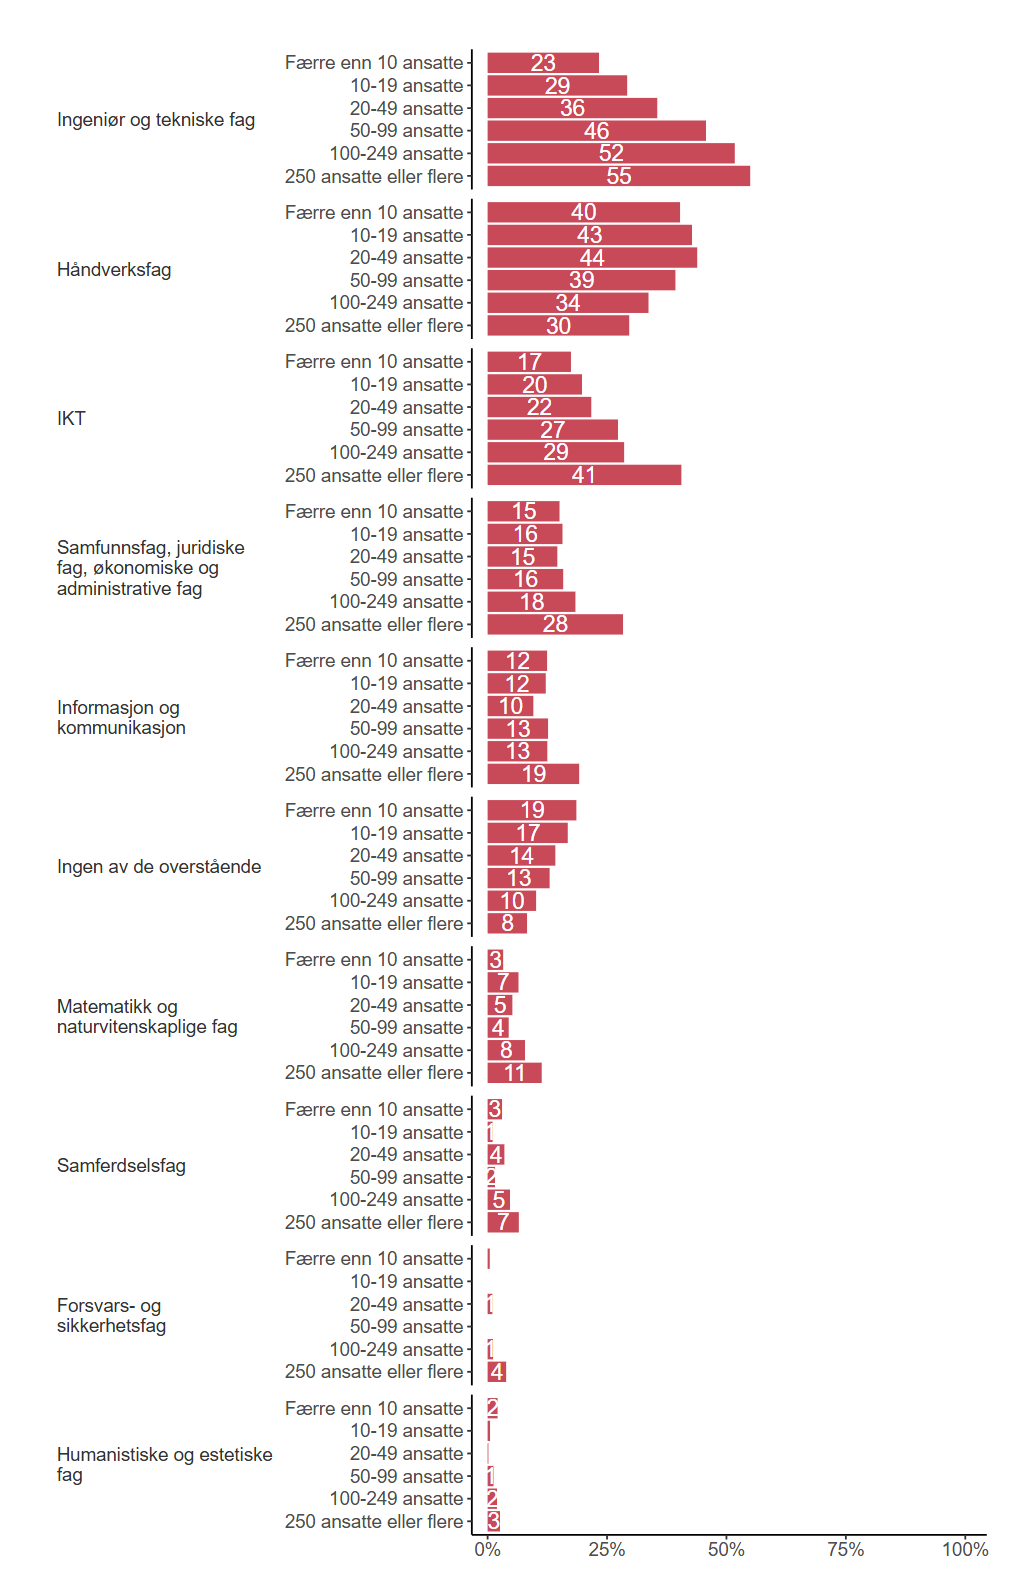 Ingeniør og tekniske fag
Færre enn 10 ansatte 23
10-19 ansatte 29
20-49 ansatte 36
50-99 ansatte 46
100-249 ansatte 52
250 ansatte eller flere 55
Håndverksfag
Færre enn 10 ansatte 40
10-19 ansatte 43
20-49 ansatte 44
50-99 ansatte 39
100-249 ansatte 34
250 ansatte eller flere 30
IKT
Færre enn 10 ansatte 17
10-19 ansatte 20
20-49 ansatte 22
50-99 ansatte 27
100-249 ansatte 29
250 ansatte eller flere 41
Samfunnsfag, juridiske
fag, økonomiske og
administrative fag
Færre enn 10 ansatte 15
10-19 ansatte 16
20-49 ansatte 15
50-99 ansatte 16
100-249 ansatte 18
250 ansatte eller flere 28
Informasjon og
kommunikasjon
Færre enn 10 ansatte 12
10-19 ansatte 12
20-49 ansatte 10
50-99 ansatte 13
100-249 ansatte 13
250 ansatte eller flere 19
Ingen av de overstående
Færre enn 10 ansatte 19
10-19 ansatte 17
20-49 ansatte 14
50-99 ansatte 13
100-249 ansatte 10
250 ansatte eller flere 8
Matematikk og
naturvitenskaplige fag
Færre enn 10 ansatte 3
10-19 ansatte 7
20-49 ansatte 5
50-99 ansatte 4
100-249 ansatte 8
250 ansatte eller flere 11
Samferdselsfag
Færre enn 10 ansatte 3
10-19 ansatte 1
20-49 ansatte 4
50-99 ansatte 2
100-249 ansatte 5
250 ansatte eller flere 7
Forsvars- og
sikkerhetsfag
Færre enn 10 ansatte
10-19 ansatte
20-49 ansatte 1
50-99 ansatte
100-249 ansatte 1
250 ansatte eller flere 4
Humanistiske og estetiske
fag
Færre enn 10 ansatte 2
10-19 ansatte
20-49 ansatte
50-99 ansatte 1
100-249 ansatte 2
250 ansatte eller flere 3
0% 25% 50% 75% 100%